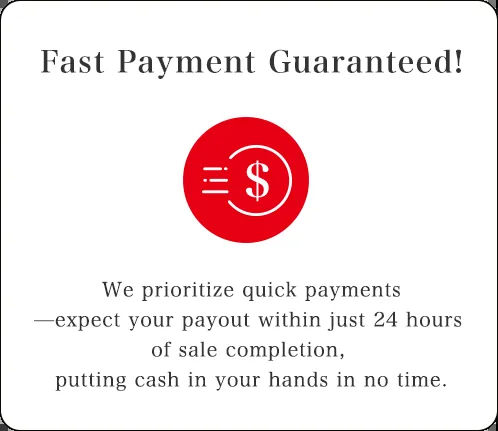 Fast Payment Guaranteed!
$
We prioritize quick payments
—expect your payout within just 24 hours
of sale completion,
putting cash in your hands in no time.